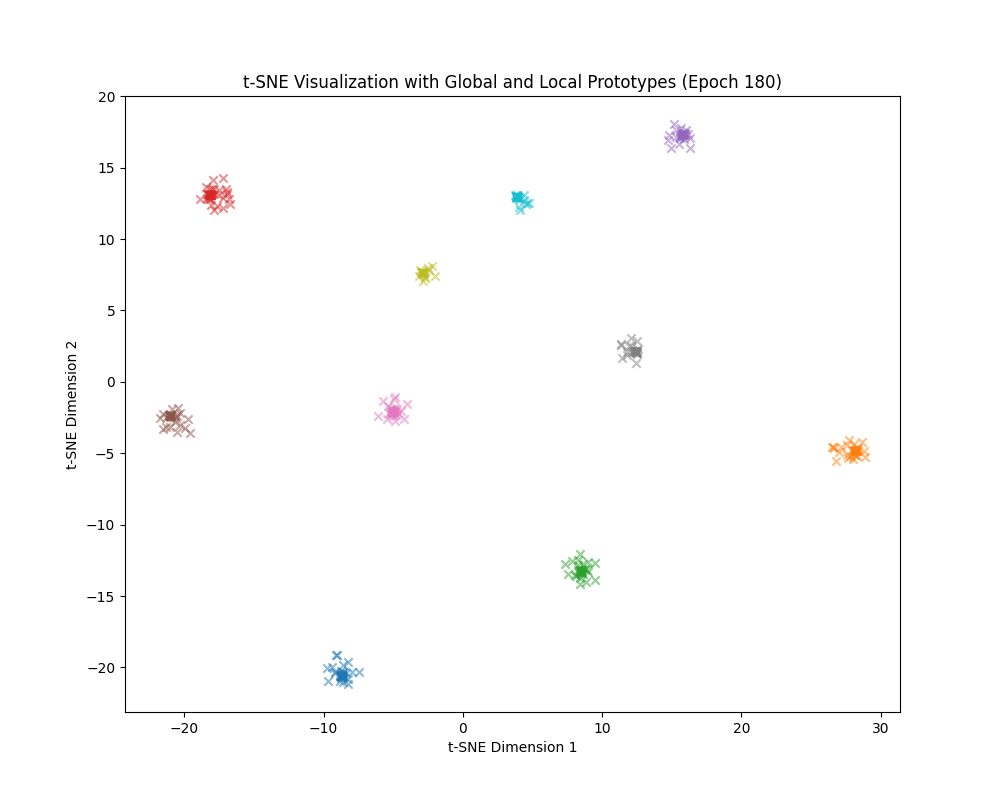 t-SNE Visualization with Global and Local Prototypes (Epoch 180)
20
15
10
5
0
−5
−10
−15
−20
t-SNE Dimension 2
−20 −10 0 10 20 30
t-SNE Dimension 1